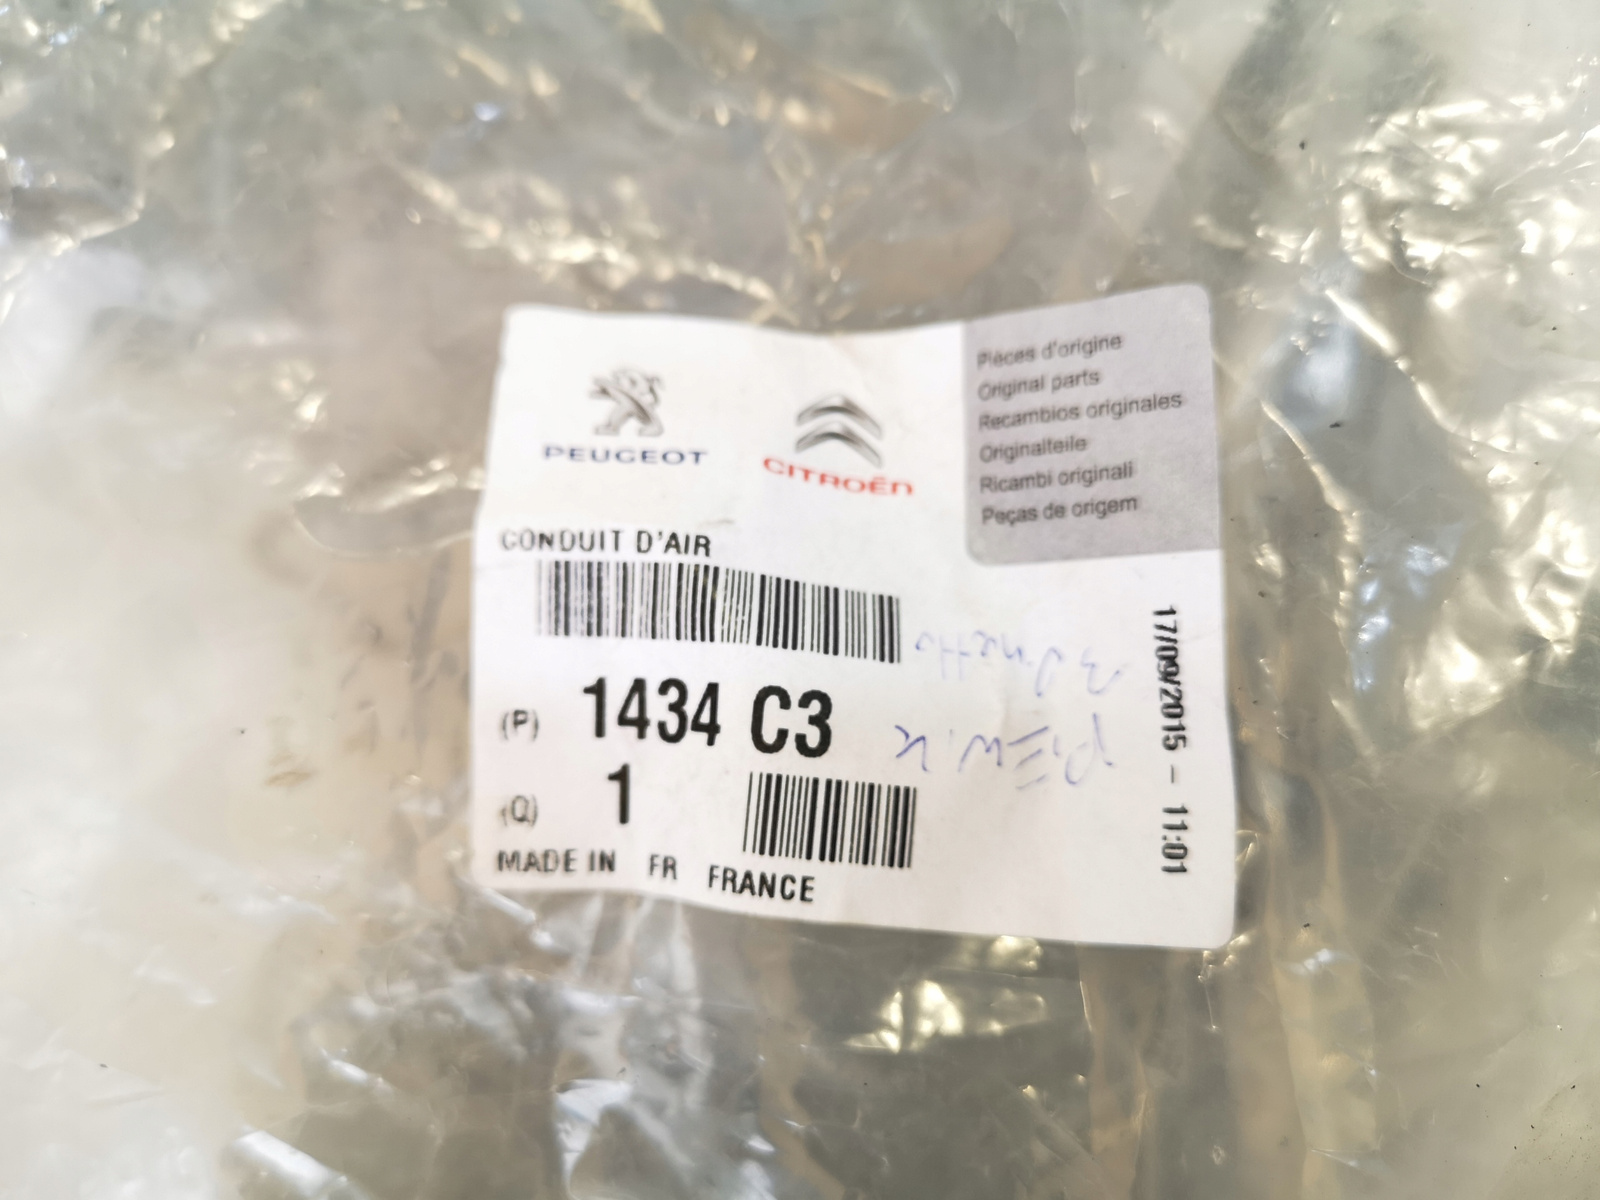 PEUGEOT
CITROËN
Pièces d'origine
Original parts
Recambios originales
Originalteile
Ricambi originali
Peças de origem
CONDUIT D'AIR
(P) 1434 C3
(Q) 1
MADE IN FR FRANCE
17/09/2015 - 11:01